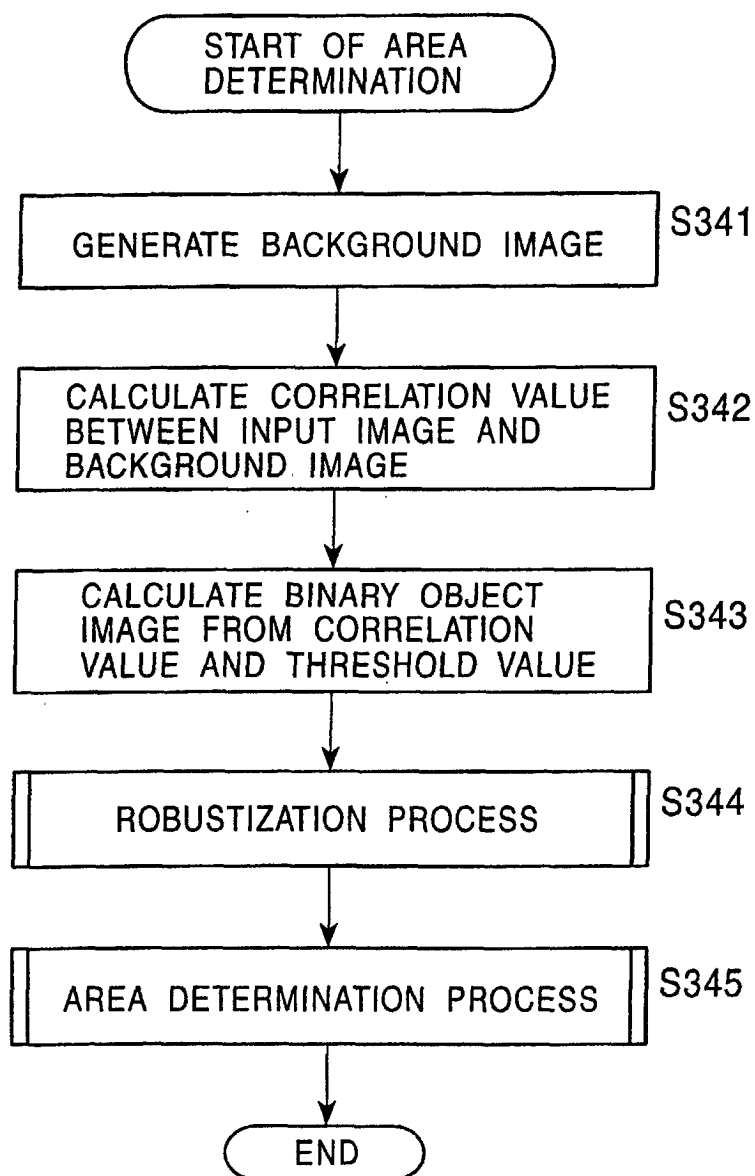 START OF AREA
DETERMINATION
GENERATE BACKGROUND IMAGE
S341
CALCULATE CORRELATION VALUE
BETWEEN INPUT IMAGE AND
BACKGROUND IMAGE
S342
CALCULATE BINARY OBJECT
IMAGE FROM CORRELATION
VALUE AND THRESHOLD VALUE
S343
ROBUSTIZATION PROCESS
S344
AREA DETERMINATION PROCESS
S345
END